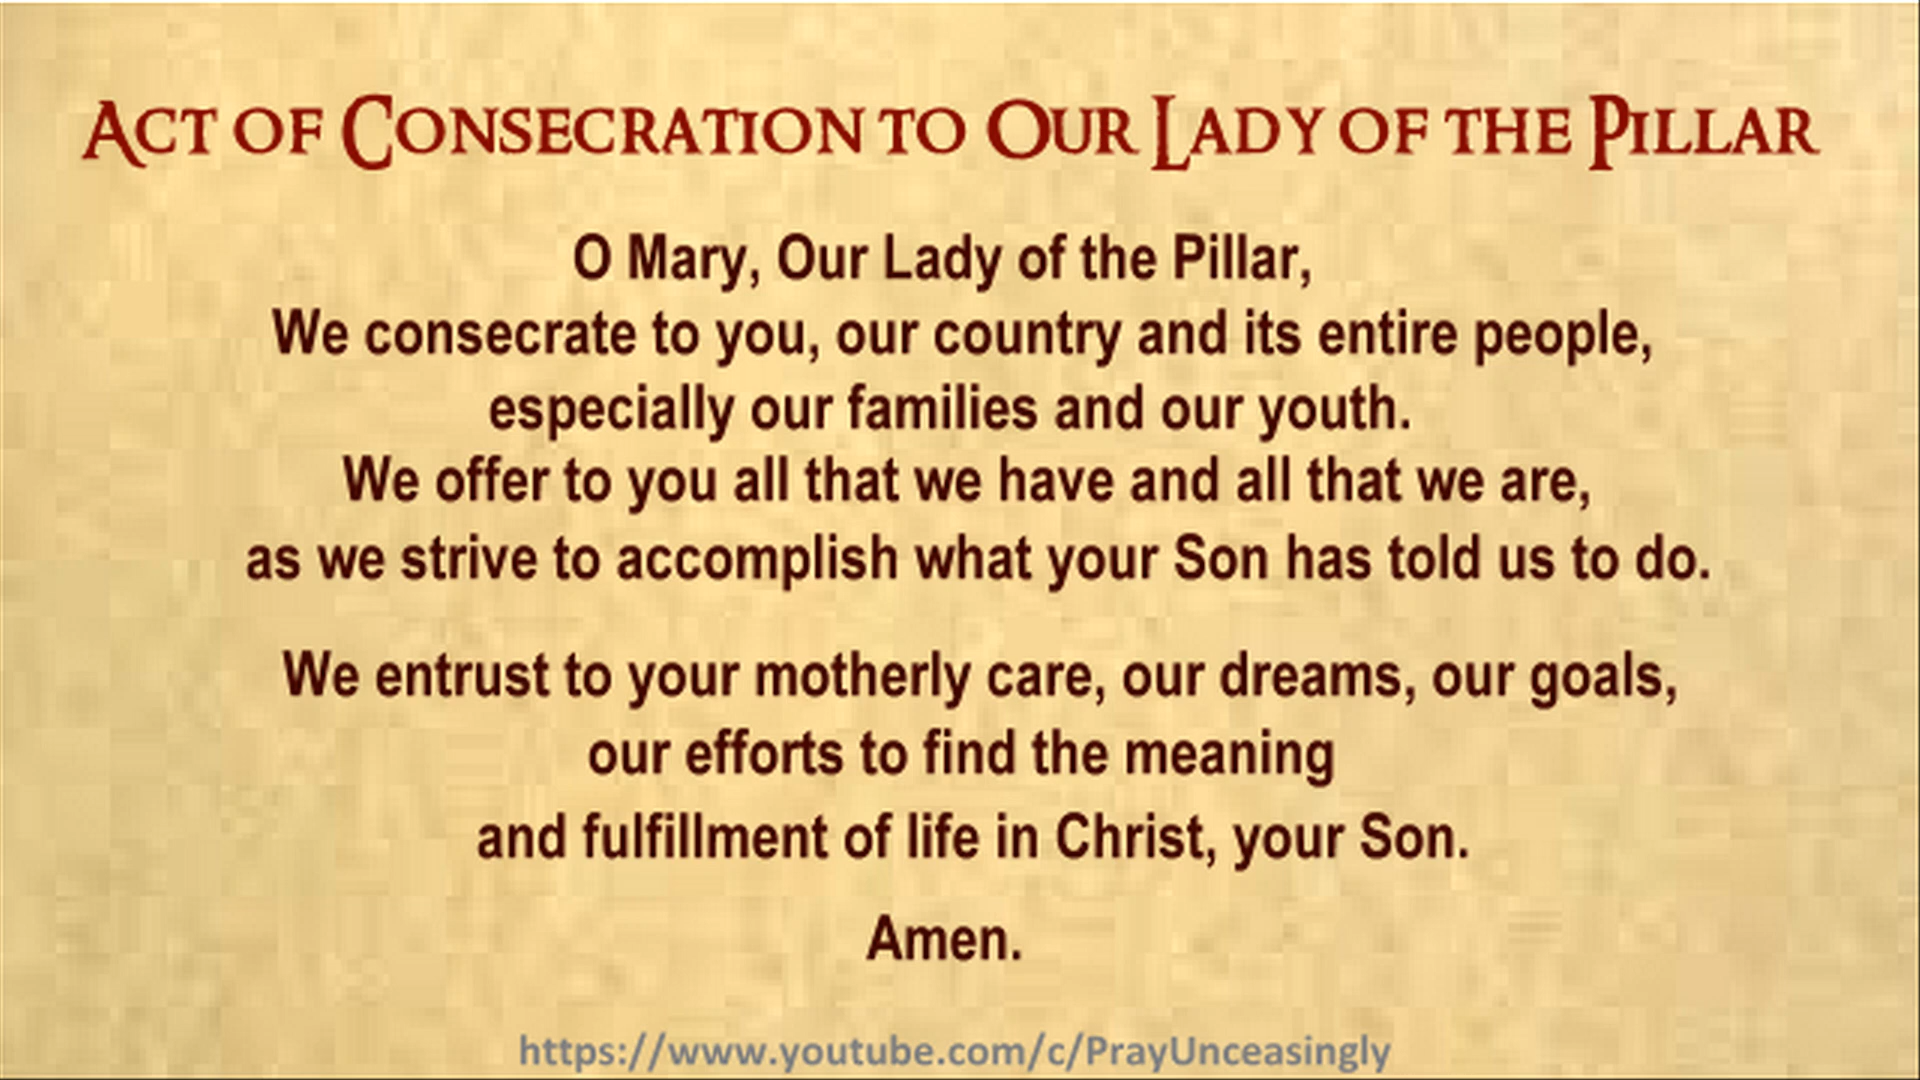 Act of Consecration to Our Lady of the Pillar
O Mary, Our Lady of the Pillar,
We consecrate to you, our country and its entire people,
especially our families and our youth.
We offer to you all that we have and all that we are,
as we strive to accomplish what your Son has told us to do.
We entrust to your motherly care, our dreams, our goals,
our efforts to find the meaning
and fulfillment of life in Christ, your Son.
Amen.
https://www.youtube.com/c/PrayUnceasingly